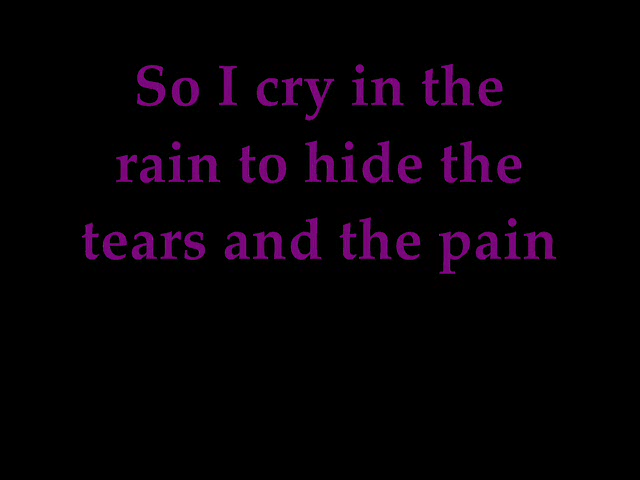 So I cry in the
rain to hide the
tears and the pain